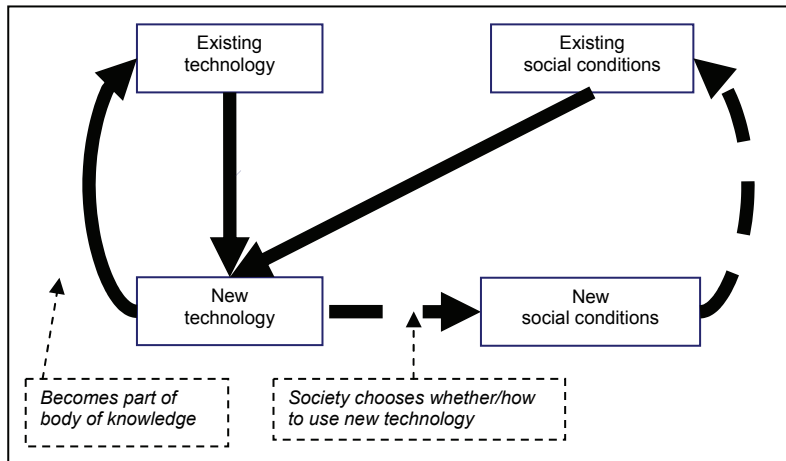 Existing
technology
Existing
social conditions
New
technology
New
social conditions
Becomes part of
body of knowledge
Society chooses whether/how
to use new technology